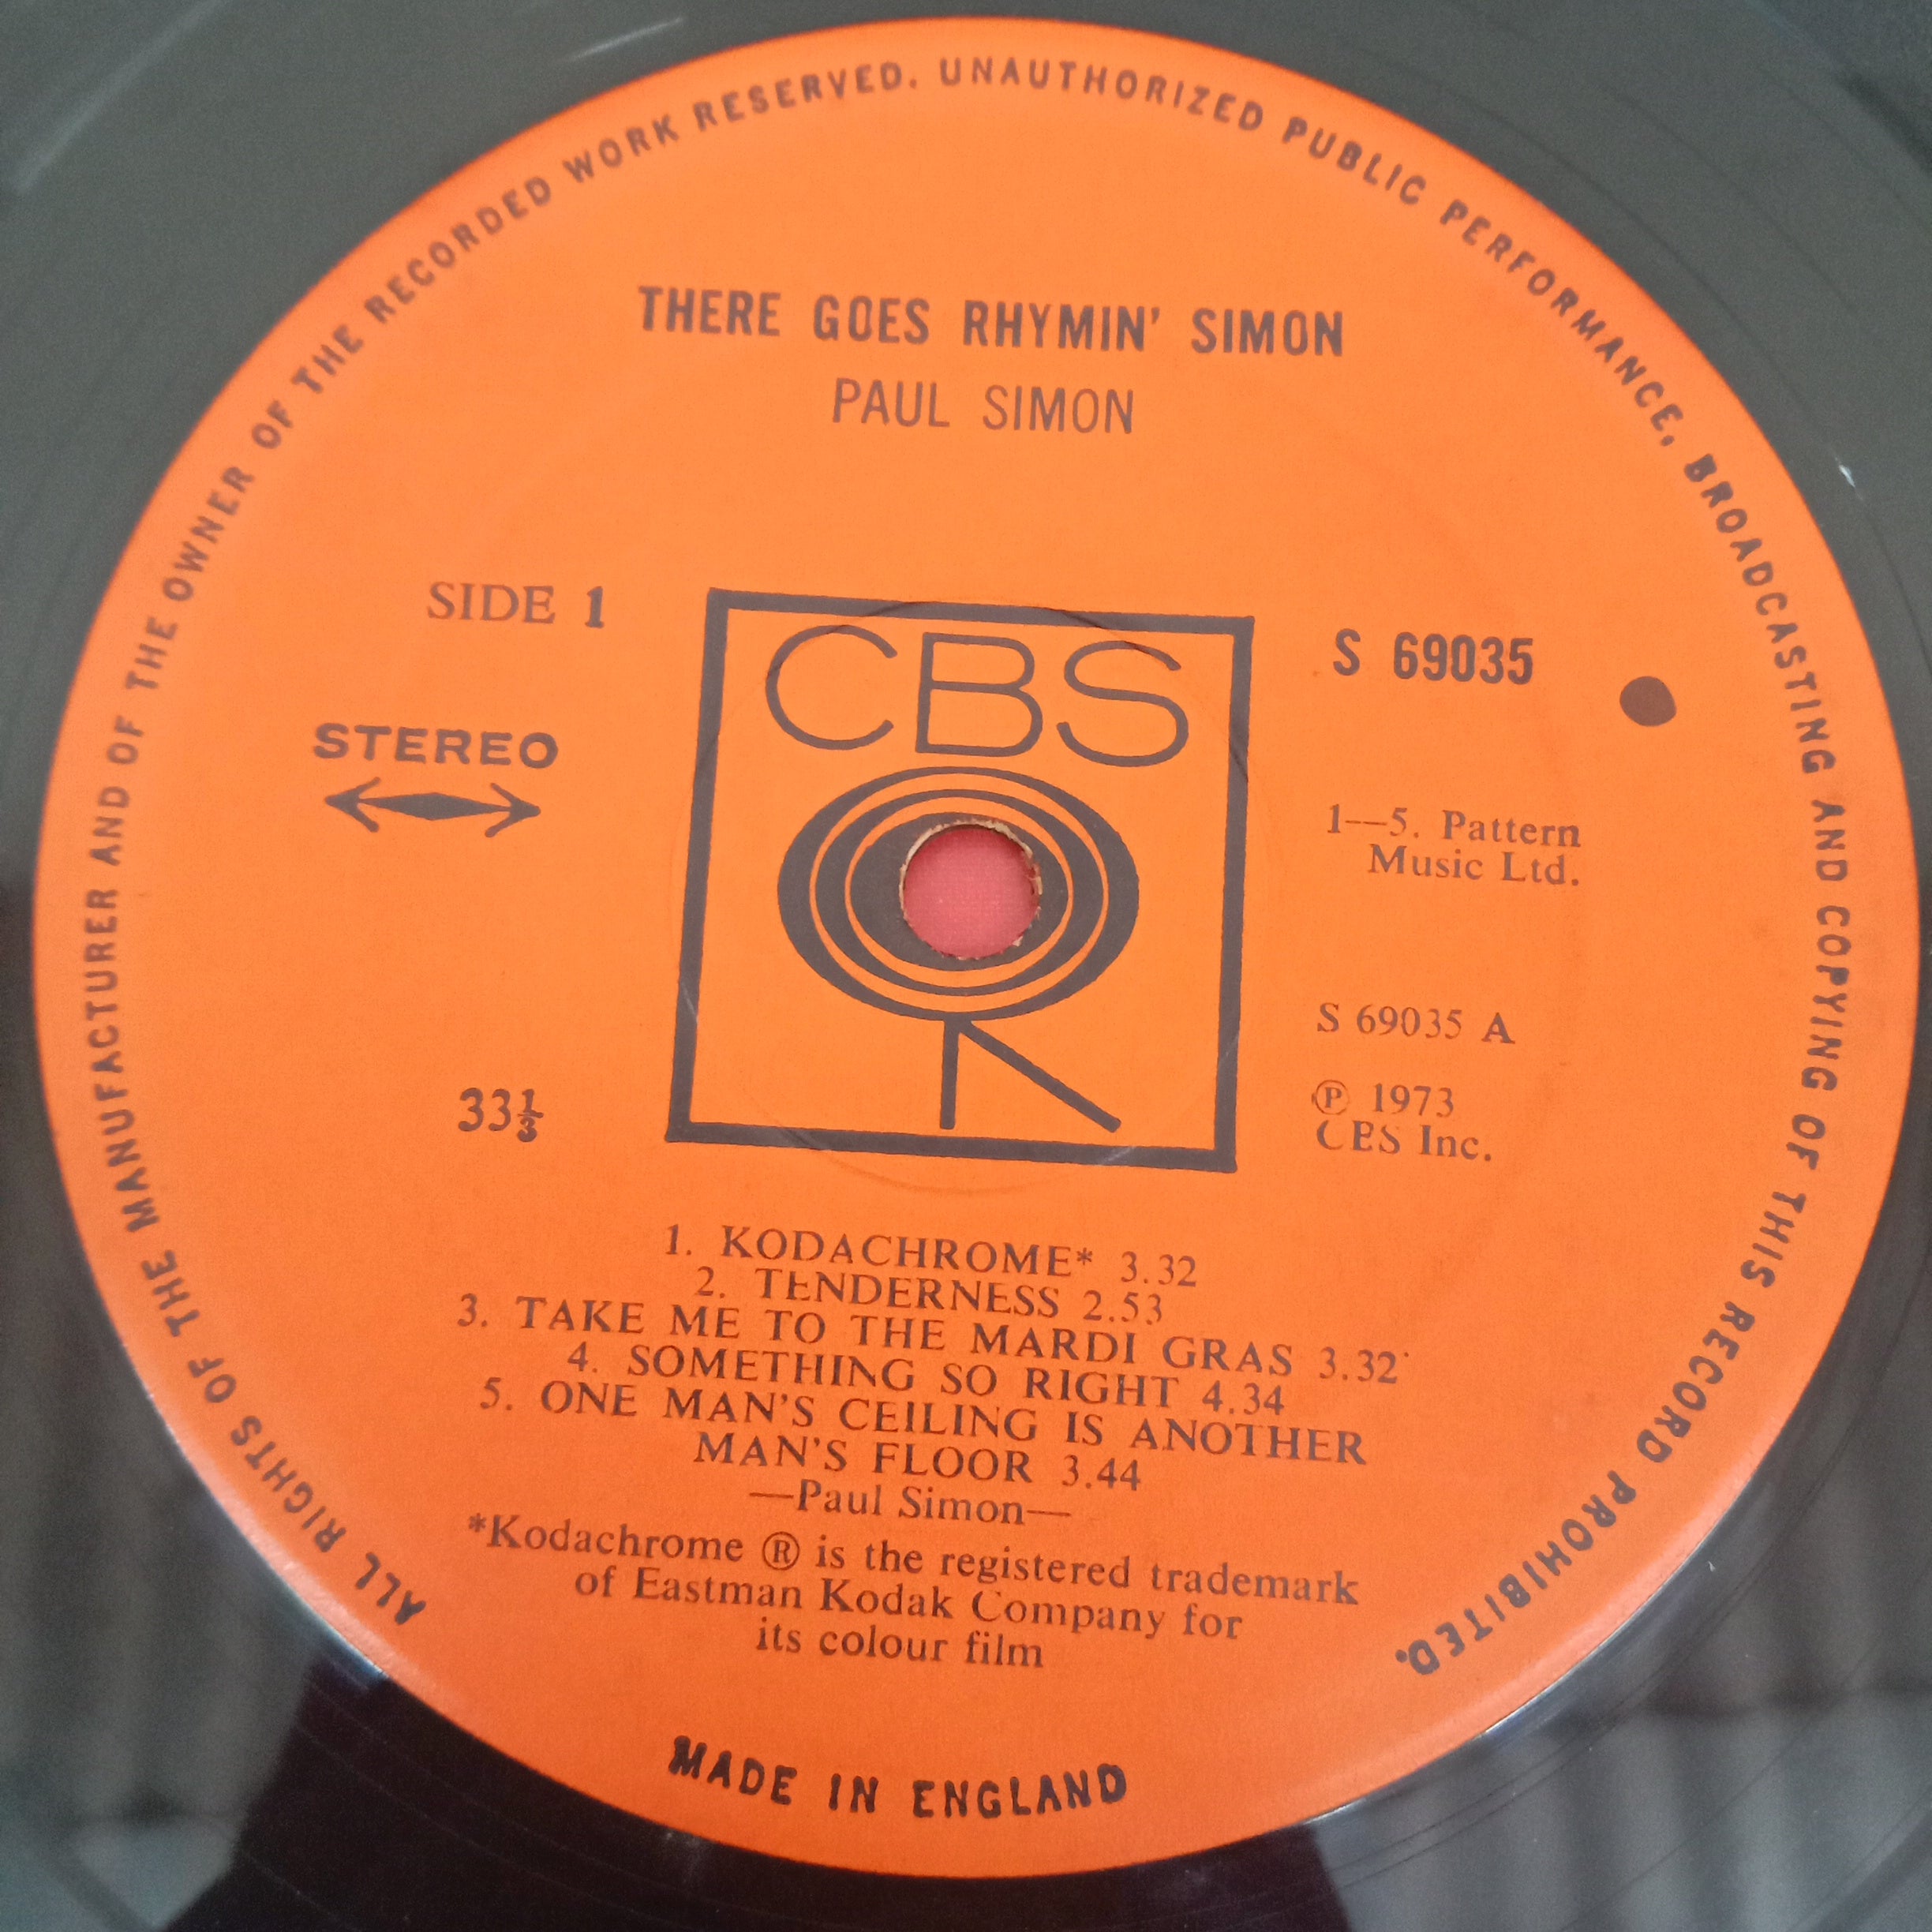 ALL RIGHTS OF THE MANUFACTURER AND OF THE OWNER OF THE RECORDED WORK RESERVED. UNAUTHORIZED PUBLIC PERFORMANCE, BROADCASTING AND COPYING OF THIS RECORD PROHIBITED.
THERE GOES RHYMIN' SIMON
PAUL SIMON
SIDE 1
STEREO
33⅓
CBS
S 69035
1—5. Pattern
Music Ltd.
S 69035 A
℗ 1973
CBS Inc.
1. KODACHROME* 3.32
2. TENDERNESS 2.53
3. TAKE ME TO THE MARDI GRAS 3.32
4. SOMETHING SO RIGHT 4.34
5. ONE MAN'S CEILING IS ANOTHER
MAN'S FLOOR 3.44
—Paul Simon—
*Kodachrome ® is the registered trademark
of Eastman Kodak Company for
its colour film
MADE IN ENGLAND